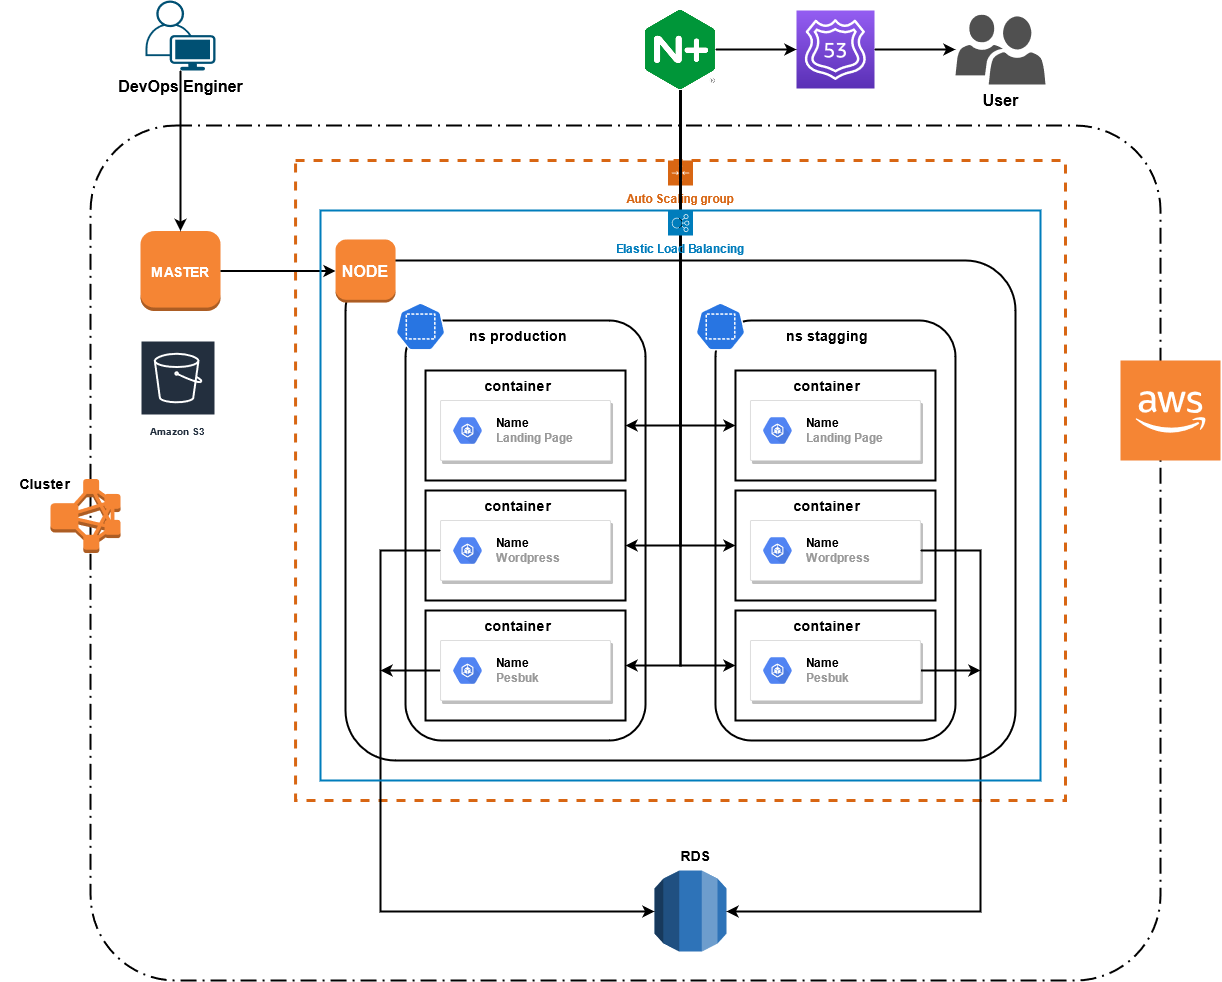 N+
53
DevOps Enginer
User
Auto Scaling group
Elastic Load Balancing
MASTER
NODE
ns production
ns stagging
container
Name
Landing Page
container
Name
Landing Page
aws
Amazon S3
Cluster
container
Name
Wordpress
container
Name
Wordpress
container
Name
Pesbuk
container
Name
Pesbuk
RDS